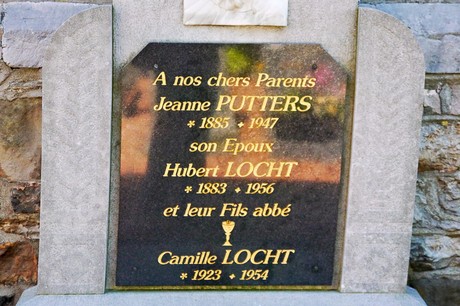 A nos chers Parents
Jeanne PUTTERS
* 1885 + 1947
son Epoux
Hubert LOCHT
* 1883 + 1956
et leur Fils abbé
Camille LOCHT
* 1923 + 1954